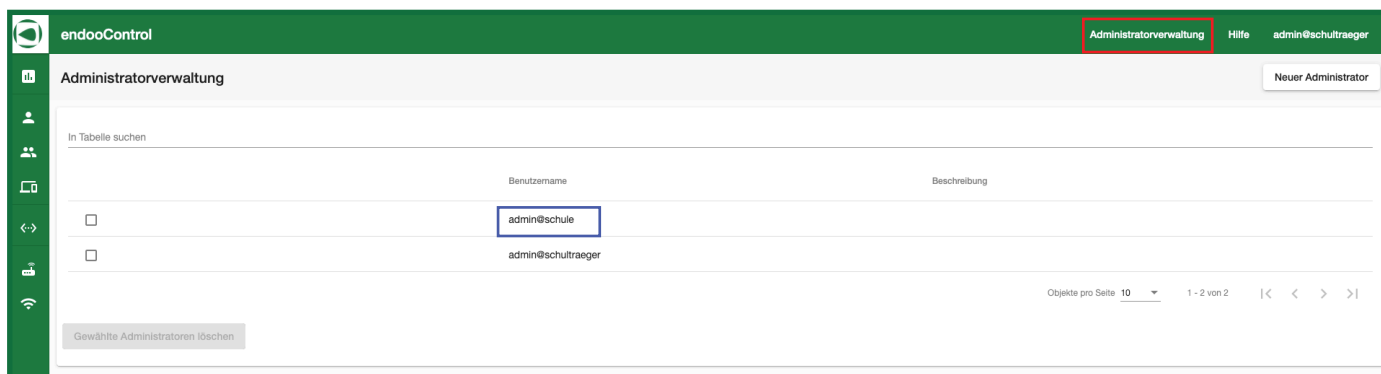 endooControl Administratorverwaltung Hilfe admin@schultraeger
Administratorverwaltung Neuer Administrator
In Tabelle suchen
Benutzername Beschreibung
admin@schule
admin@schultraeger
Objekte pro Seite 10 1 - 2 von 2
Gewählte Administratoren löschen